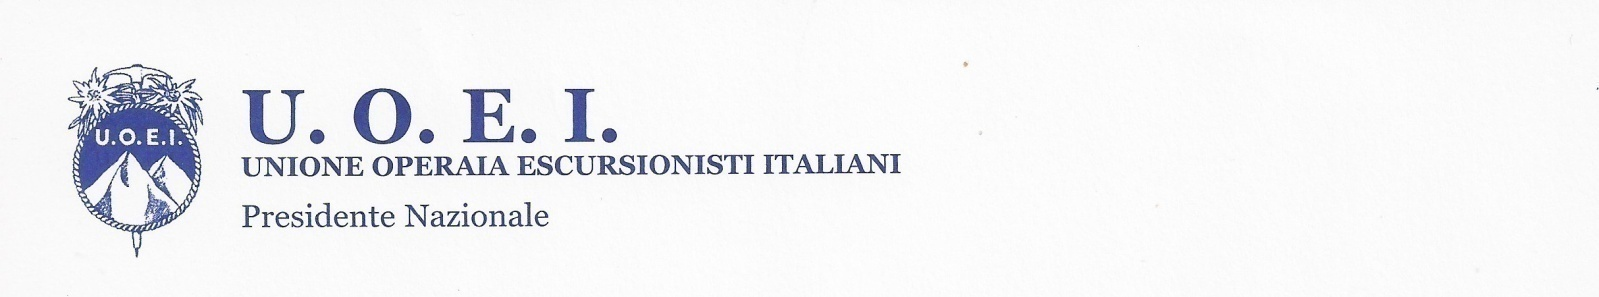 U.O.E.I.
U. O. E. I.
UNIONE OPERAIA ESCURSIONISTI ITALIANI
Presidente Nazionale